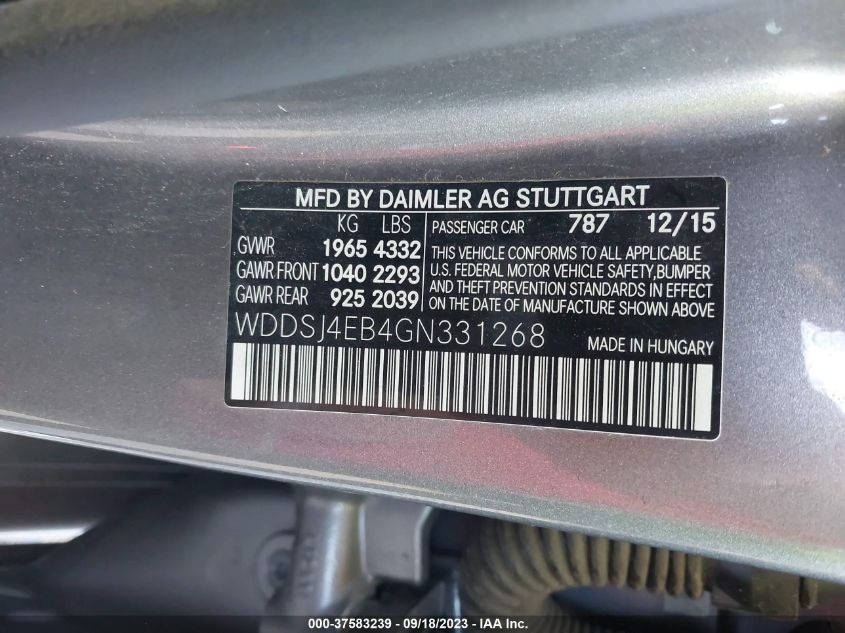 MFD BY DAIMLER AG STUTTGART
KG LBS
GVWR 1965 4332
GAWR FRONT 1040 2293
GAWR REAR 925 2039
PASSENGER CAR 787 12/15
THIS VEHICLE CONFORMS TO ALL APPLICABLE
U.S. FEDERAL MOTOR VEHICLE SAFETY,BUMPER
AND THEFT PREVENTION STANDARDS IN EFFECT
ON THE DATE OF MANUFACTURE SHOWN ABOVE
WDDSJ4EB4GN331268
MADE IN HUNGARY
000-37583239 - 09/18/2023 - IAA Inc.